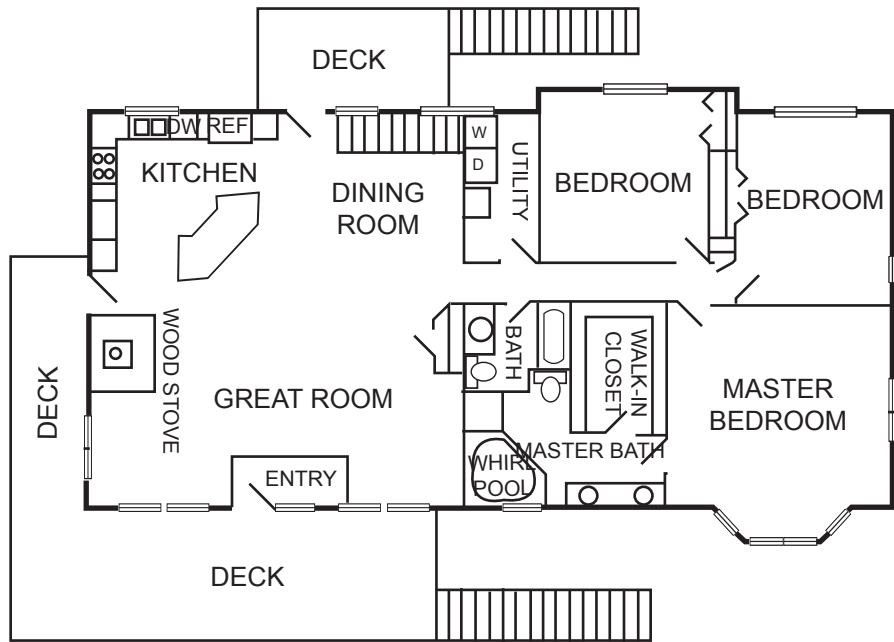 DECK
DW REF
W
D
UTILITY
KITCHEN
DINING
ROOM
BEDROOM
BEDROOM
DECK
WOOD STOVE
GREAT ROOM
BATH
WALK-IN
CLOSET
MASTER
BEDROOM
MASTER BATH
WHIRL
POOL
ENTRY
DECK